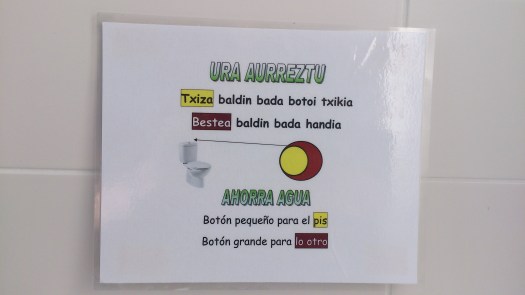 URA AURREZTU
Txiza baldin bada botoi txikia
Bestea baldin bada handia
AHORRA AGUA
Botón pequeño para el pis
Botón grande para lo otro